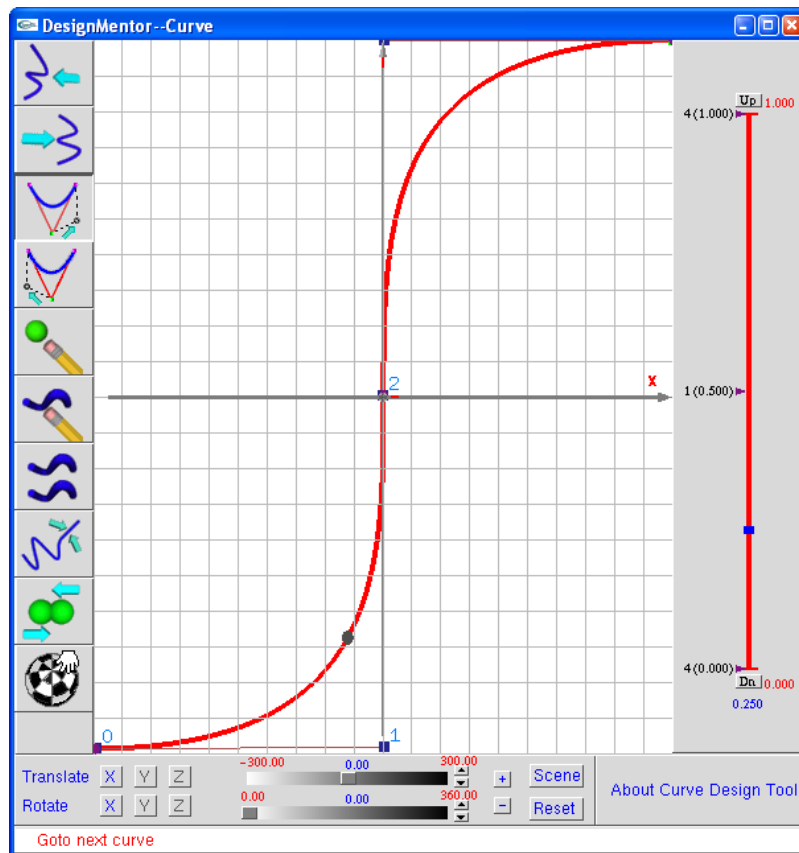 DesignMentor--Curve
Up 1.000
4(1.000)
2
x
1(0.500)
4(0.000)
Dn 0.000
0.250
0
1
-300.00 0.00 300.00
Translate X Y Z + Scene
0.00 0.00 360.00
Rotate X Y Z - Reset
About Curve Design Tool
Goto next curve